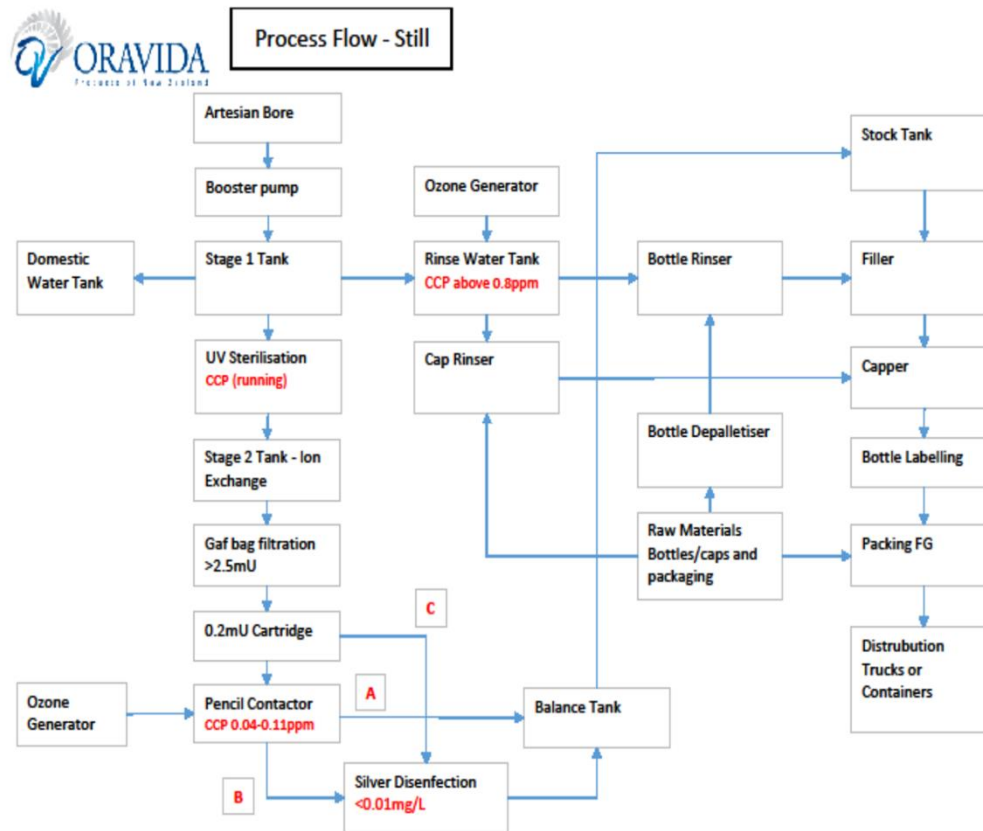 ORAVIDA
Products of New Zealand
Process Flow - Still
Artesian Bore
Booster pump
Stage 1 Tank
Domestic
Water Tank
UV Sterilisation
CCP (running)
Stage 2 Tank - Ion
Exchange
Gaf bag filtration
>2.5mU
0.2mU Cartridge
Ozone
Generator
Pencil Contactor
CCP 0.04-0.11ppm
A
B
C
Silver Disenfection
<0.01mg/L
Balance Tank
Ozone Generator
Rinse Water Tank
CCP above 0.8ppm
Cap Rinser
Bottle Rinser
Bottle Depalletiser
Raw Materials
Bottles/caps and
packaging
Stock Tank
Filler
Capper
Bottle Labelling
Packing FG
Distrubution
Trucks or
Containers